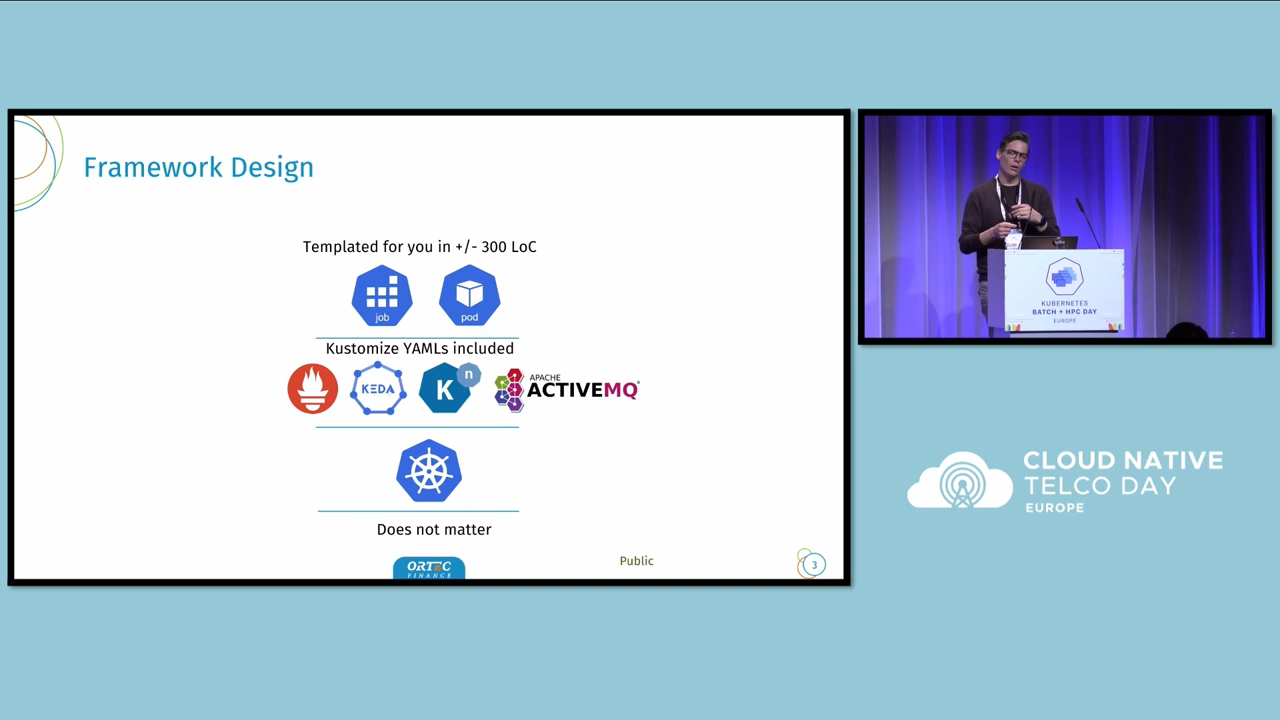 Framework Design
Templated for you in +/- 300 LoC
job
pod
Kustomize YAMLs included
KEDA
K
n
APACHE
ACTIVEMQ
Does not matter
ORTEC
FINANCE
Public
3
KUBERNETES
BATCH + HPC DAY
EUROPE
CLOUD NATIVE
TELCO DAY
EUROPE